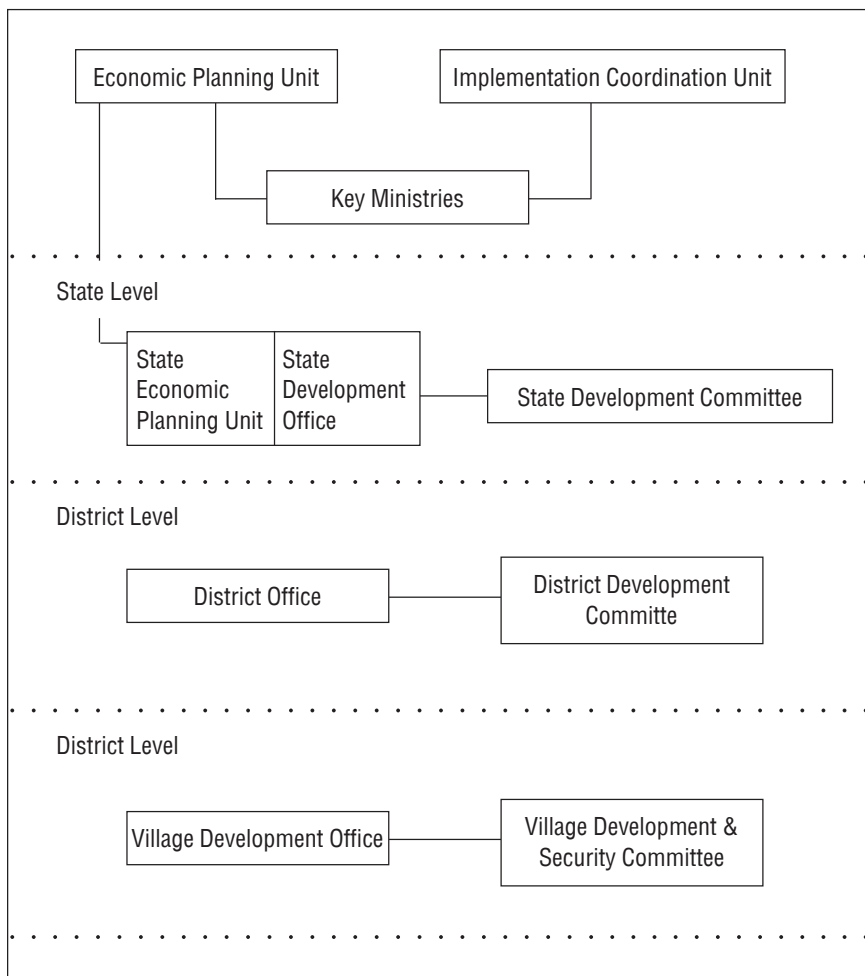 Economic Planning Unit
Implementation Coordination Unit
Key Ministries
State Level
State
Economic
Planning Unit
State
Development
Office
State Development Committee
District Level
District Office
District Development
Committe
District Level
Village Development Office
Village Development &
Security Committee